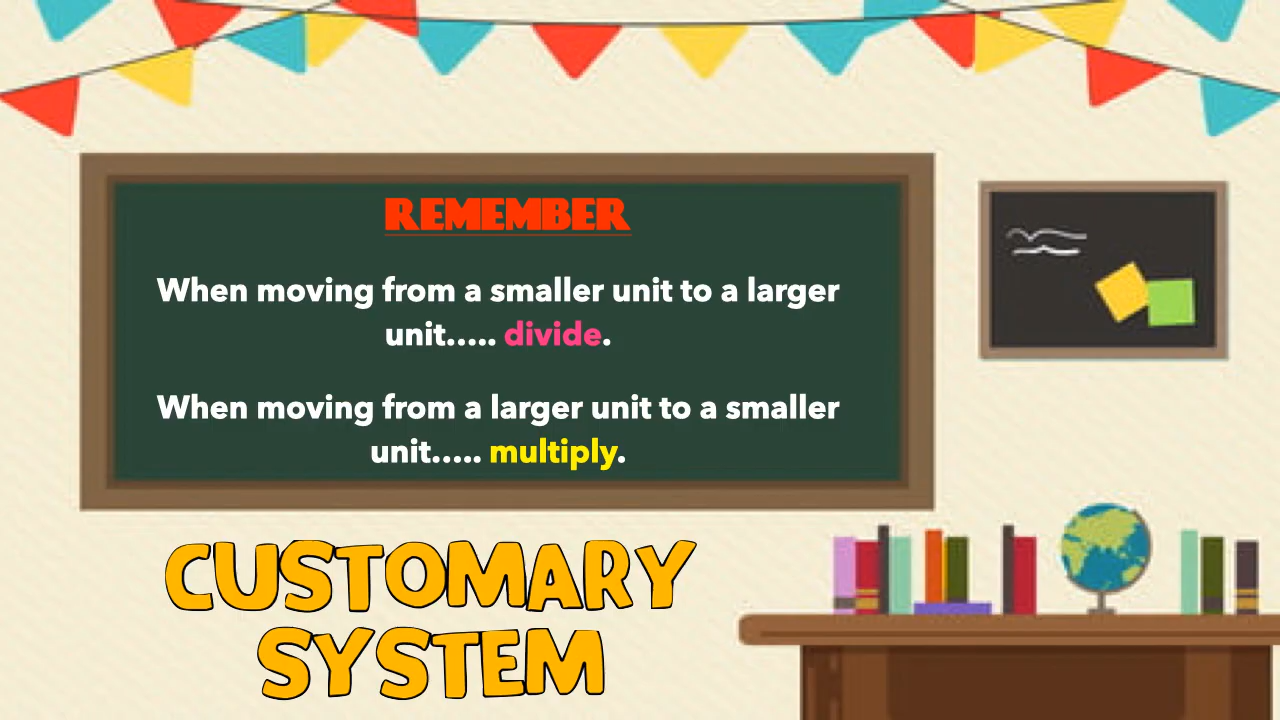 REMEMBER
When moving from a smaller unit to a larger
unit..... divide.
When moving from a larger unit to a smaller
unit..... multiply.
CUSTOMARY
SYSTEM